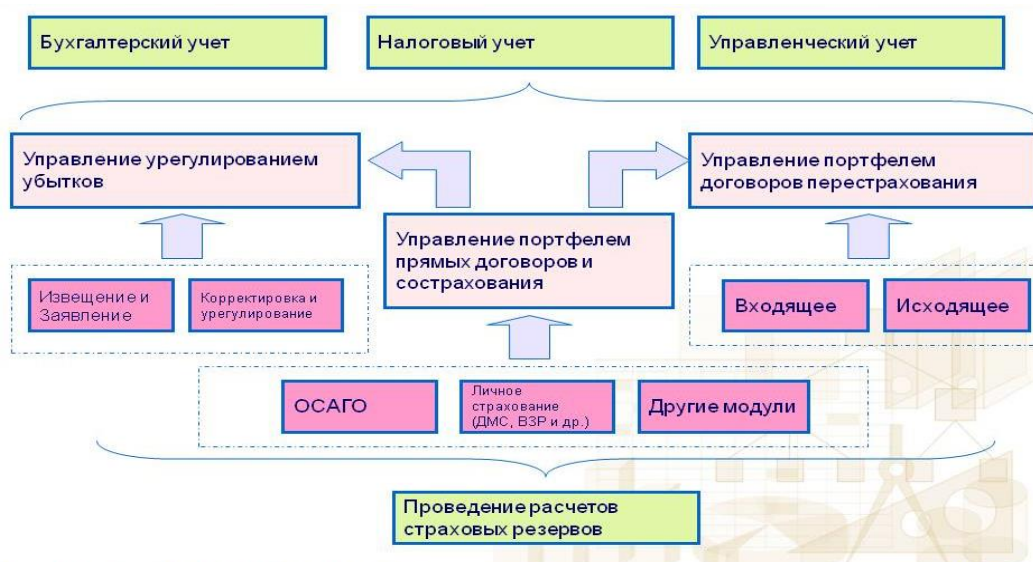 Бухгалтерский учет
Налоговый учет
Управленческий учет
Управление урегулированием
убытков
Управление портфелем
договоров перестрахования
Управление портфелем
прямых договоров и
сострахования
Извещение и
Заявление
Корректировка и
урегулирование
Входящее
Исходящее
ОСАГО
Личное
страхование
(ДМС, ВЗР и др.)
Другие модули
Проведение расчетов
страховых резервов